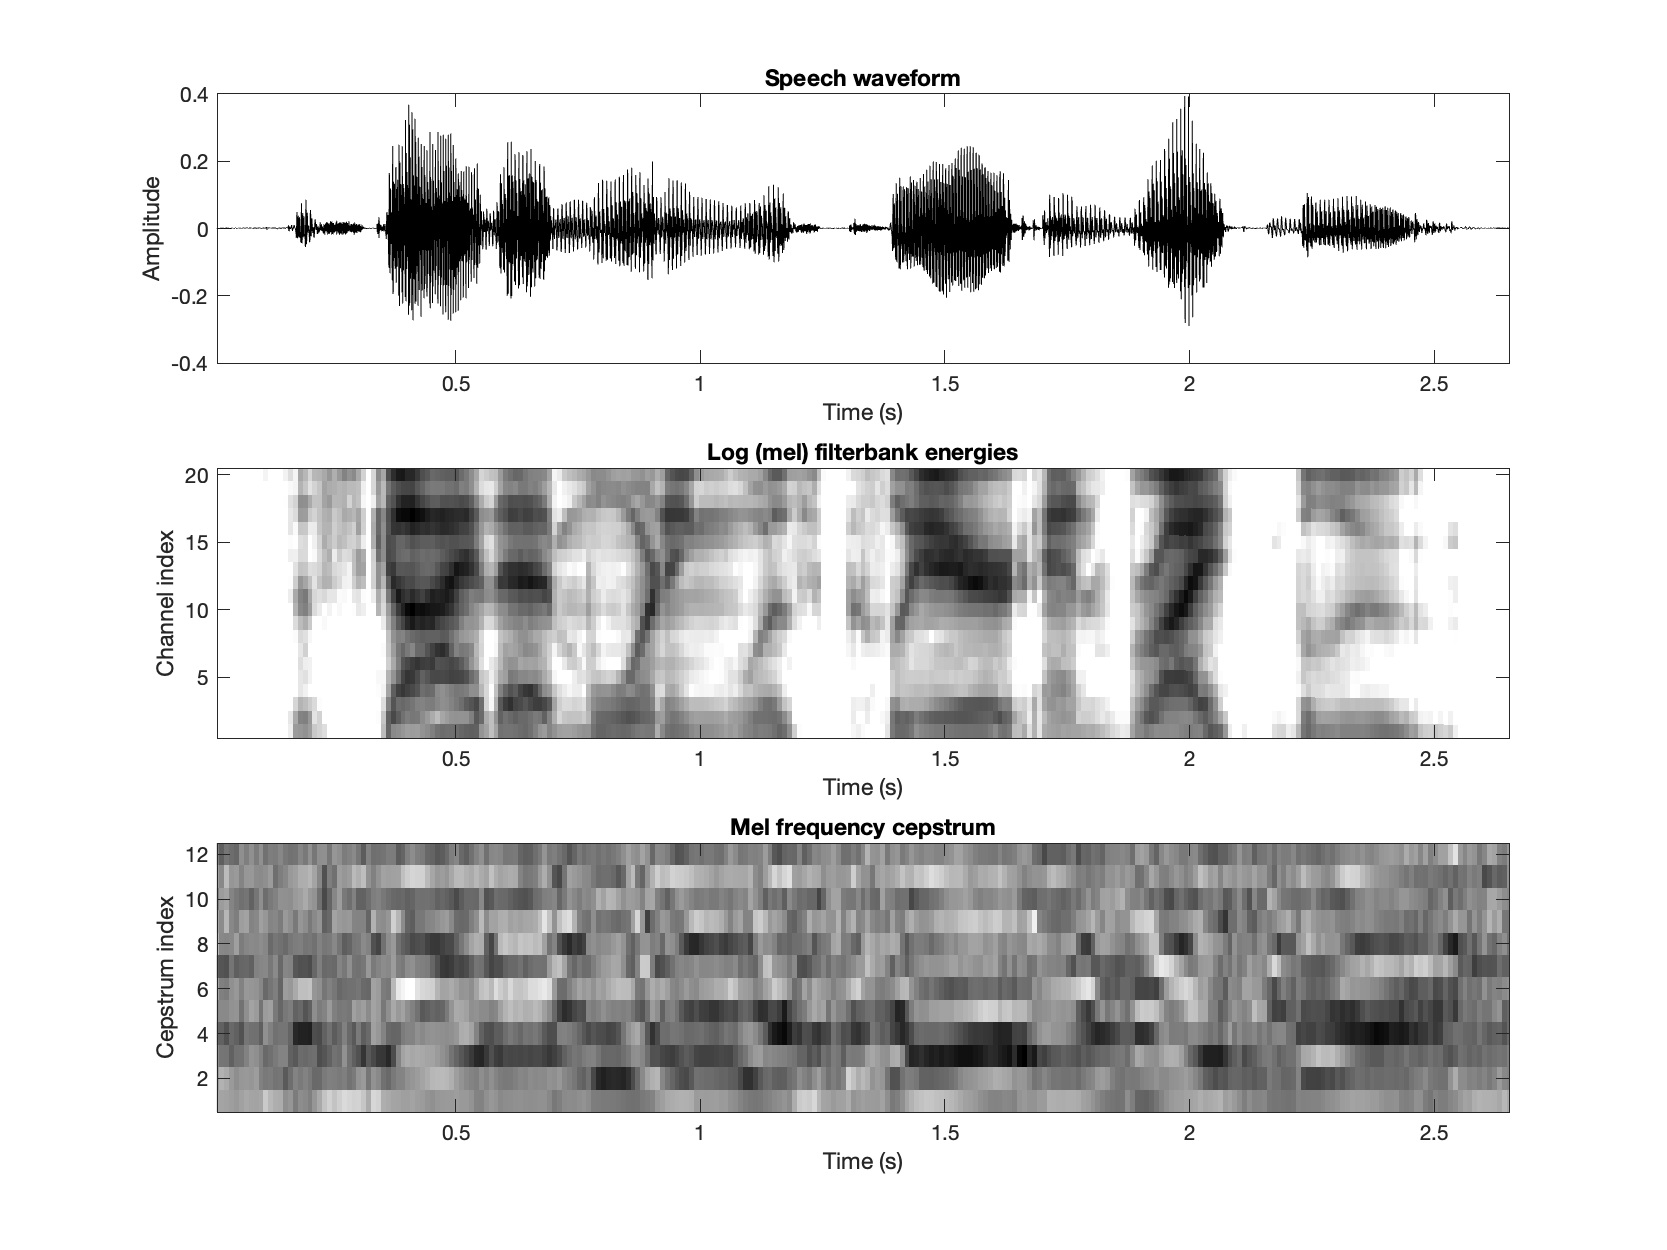 Speech waveform
0.4
0.2
0
-0.2
-0.4
Amplitude
0.5 1 1.5 2 2.5
Time (s)
Log (mel) filterbank energies
20
15
10
5
Channel index
0.5 1 1.5 2 2.5
Time (s)
Mel frequency cepstrum
12
10
8
6
4
2
Cepstrum index
0.5 1 1.5 2 2.5
Time (s)